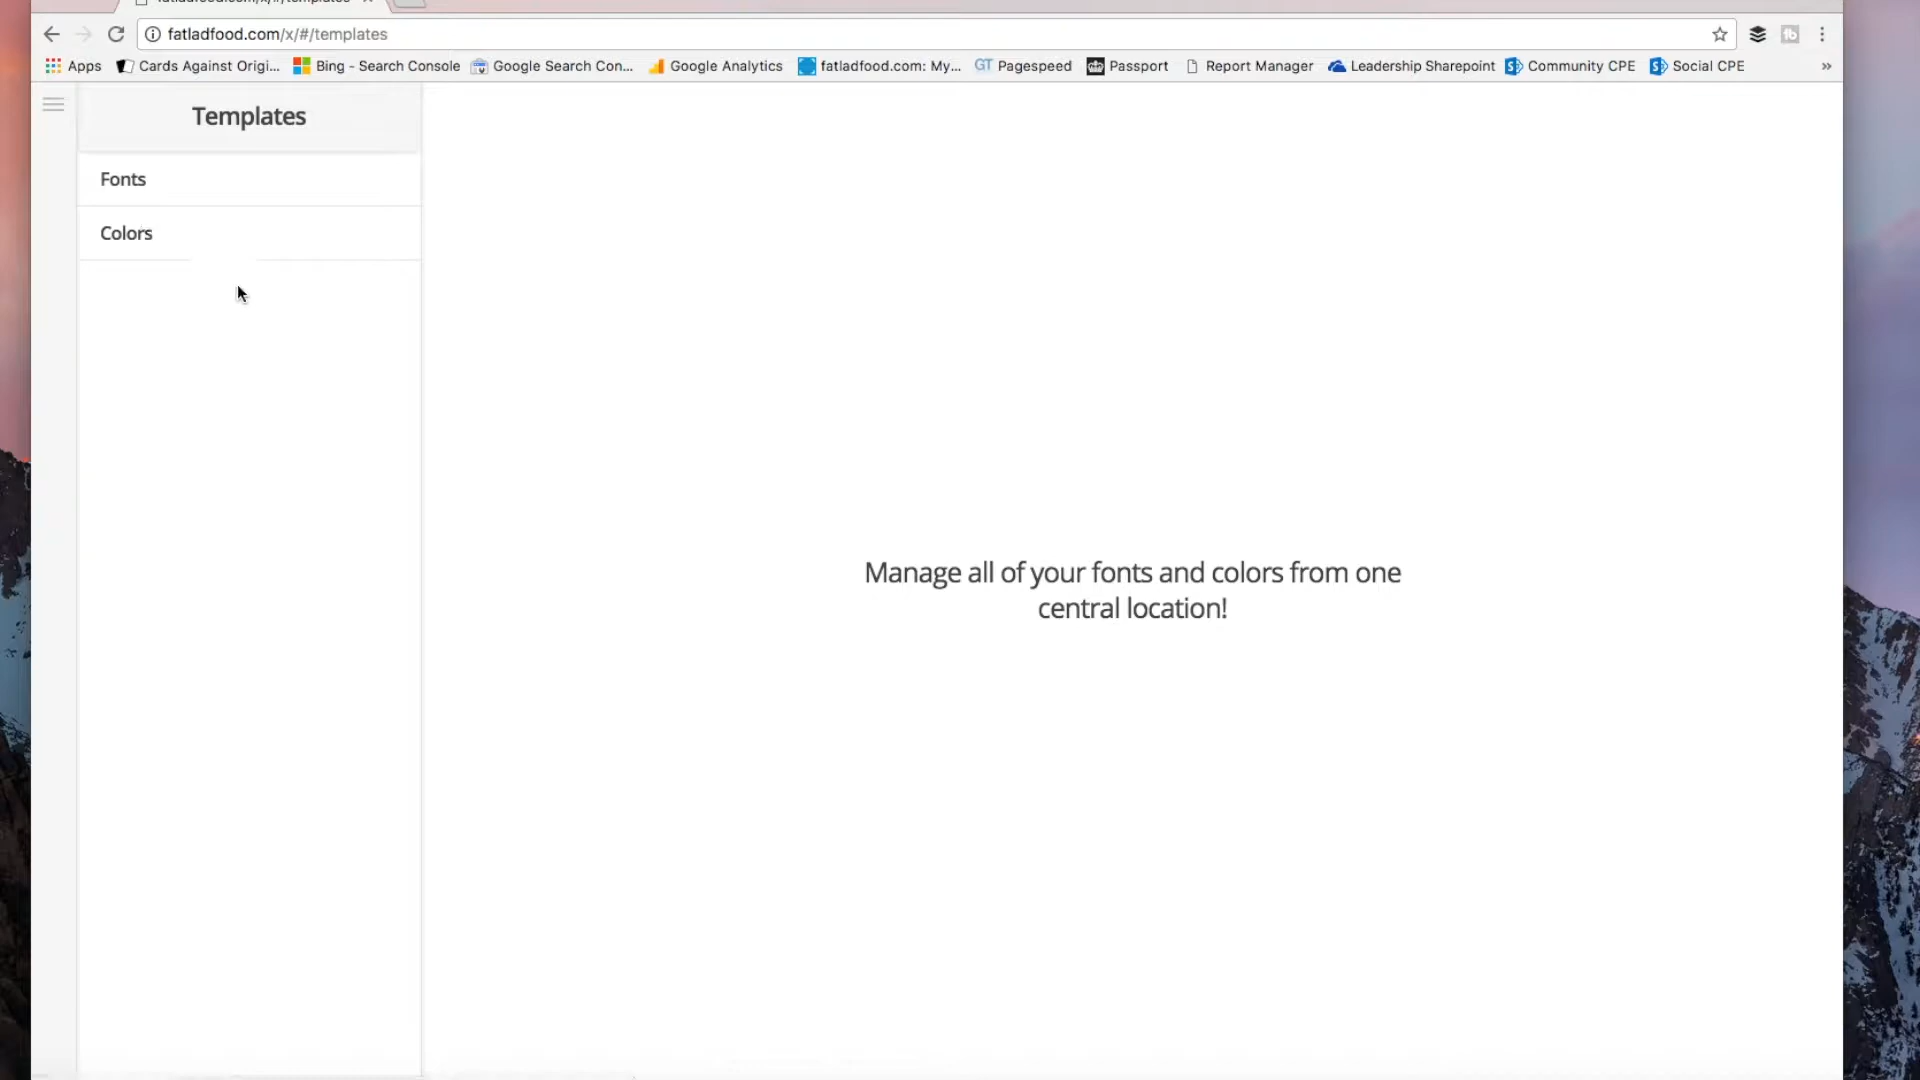 fatladfood.com/x/#/templates
Apps Cards Against Origi... Bing - Search Console Google Search Con... Google Analytics fatladfood.com: My... GT Pagespeed Passport Report Manager Leadership Sharepoint S Community CPE S Social CPE »
Templates
Fonts
Colors
Manage all of your fonts and colors from one
central location!